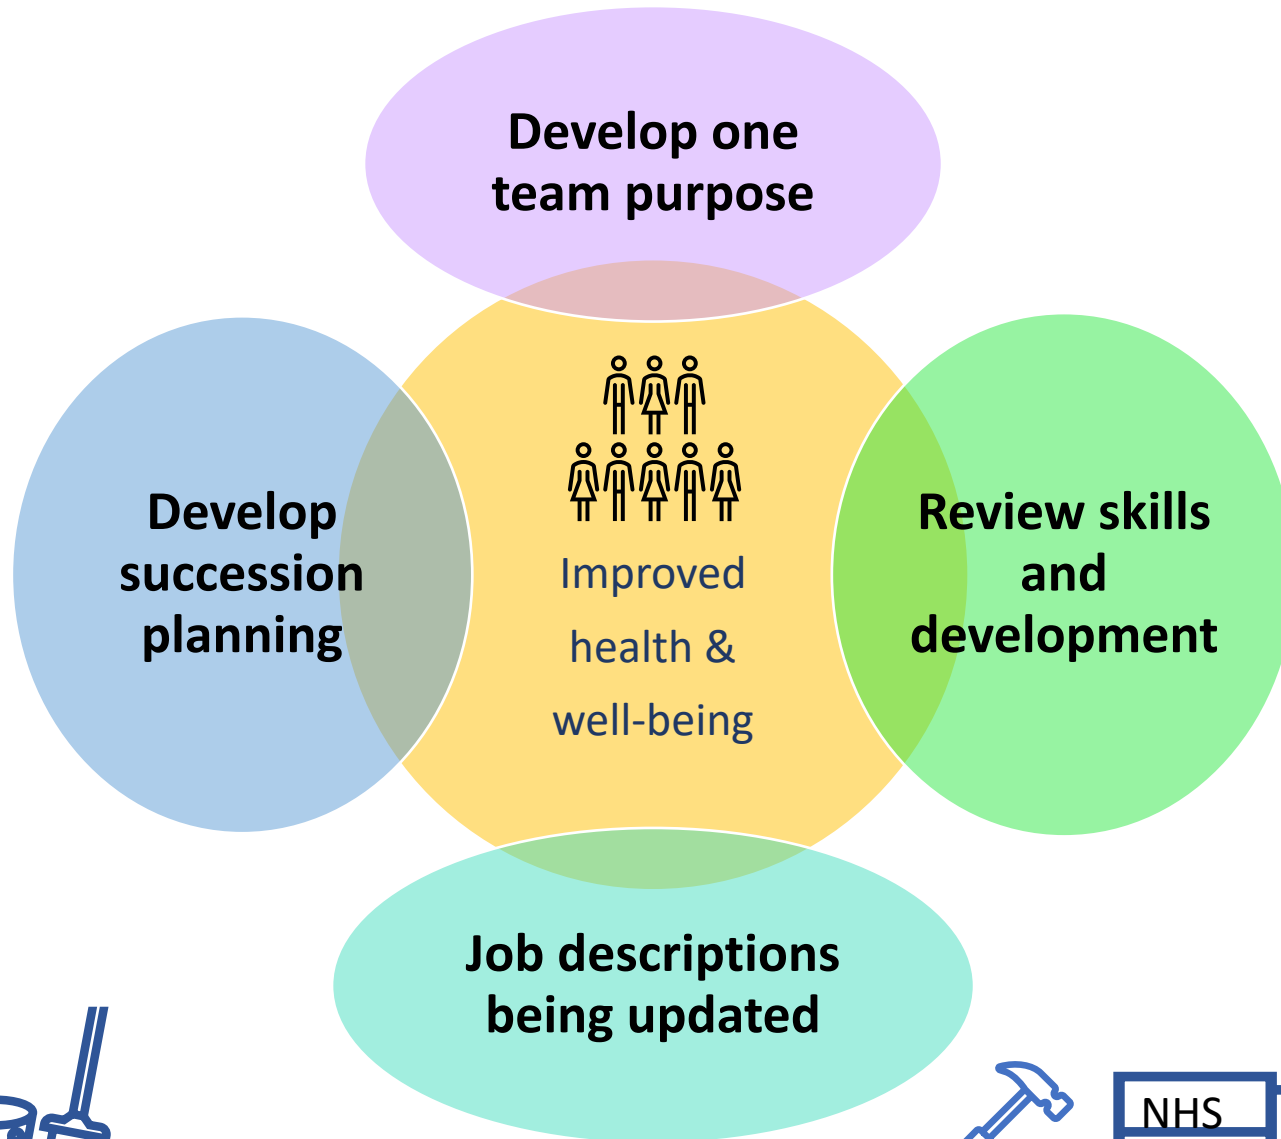 Develop one
team purpose
Develop
succession
planning
Improved
health &
well-being
Review skills
and
development
Job descriptions
being updated
NHS